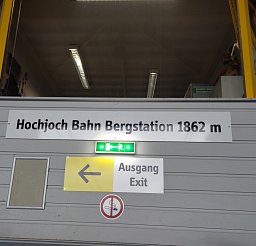 Hochjoch Bahn Bergstation 1862 m
Ausgang
Exit